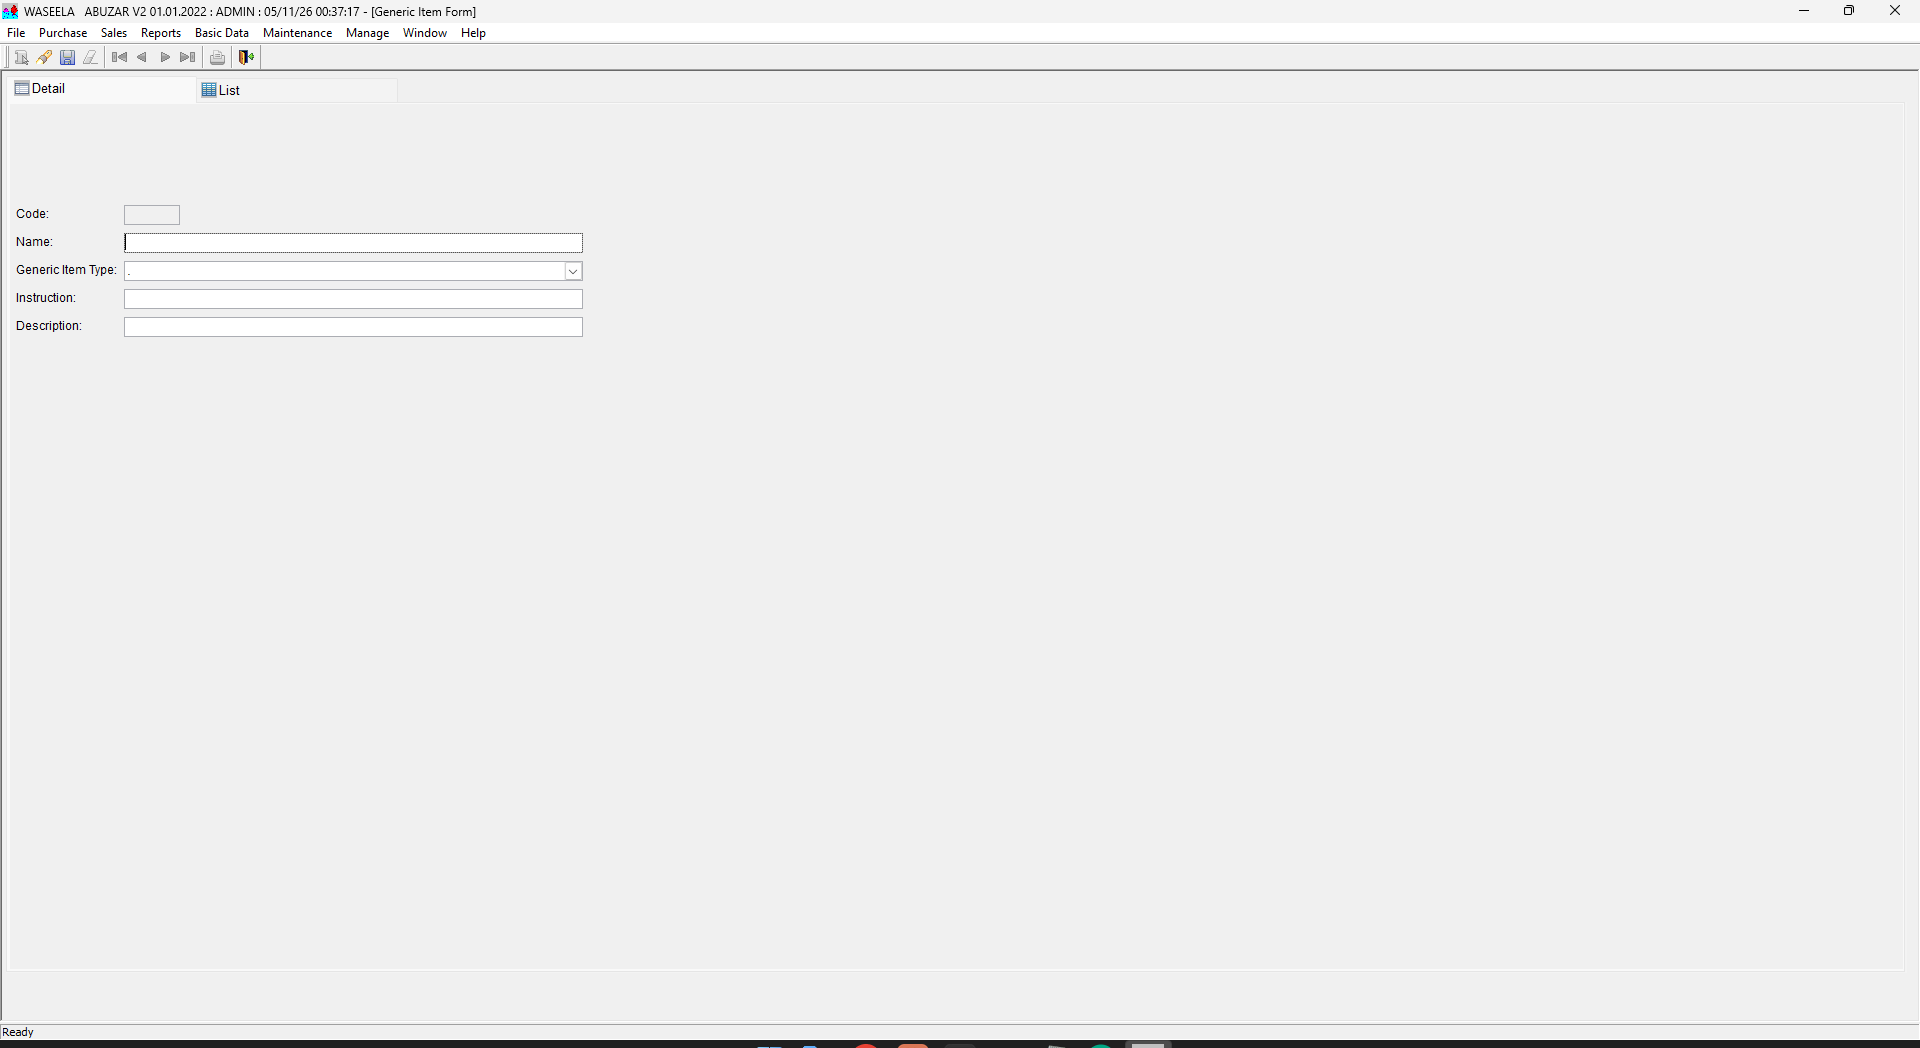 WASEELA   ABUZAR V2 01.01.2022 : ADMIN : 05/11/26 00:37:17 - [Generic Item Form]
File Purchase Sales Reports Basic Data Maintenance Manage Window Help
Detail List
Code:
Name:
Generic Item Type: .
Instruction:
Description:
Ready